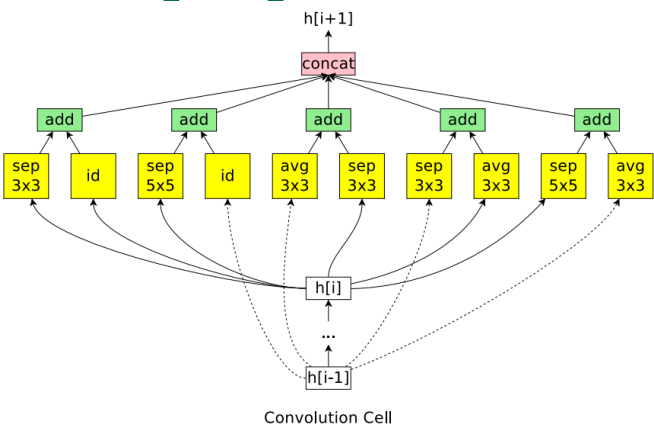 h[i+1]
concat
add
add
add
add
add
sep
3x3
id
sep
5x5
id
avg
3x3
sep
3x3
sep
3x3
avg
3x3
sep
5x5
avg
3x3
h[i]
...
h[i-1]
Convolution Cell